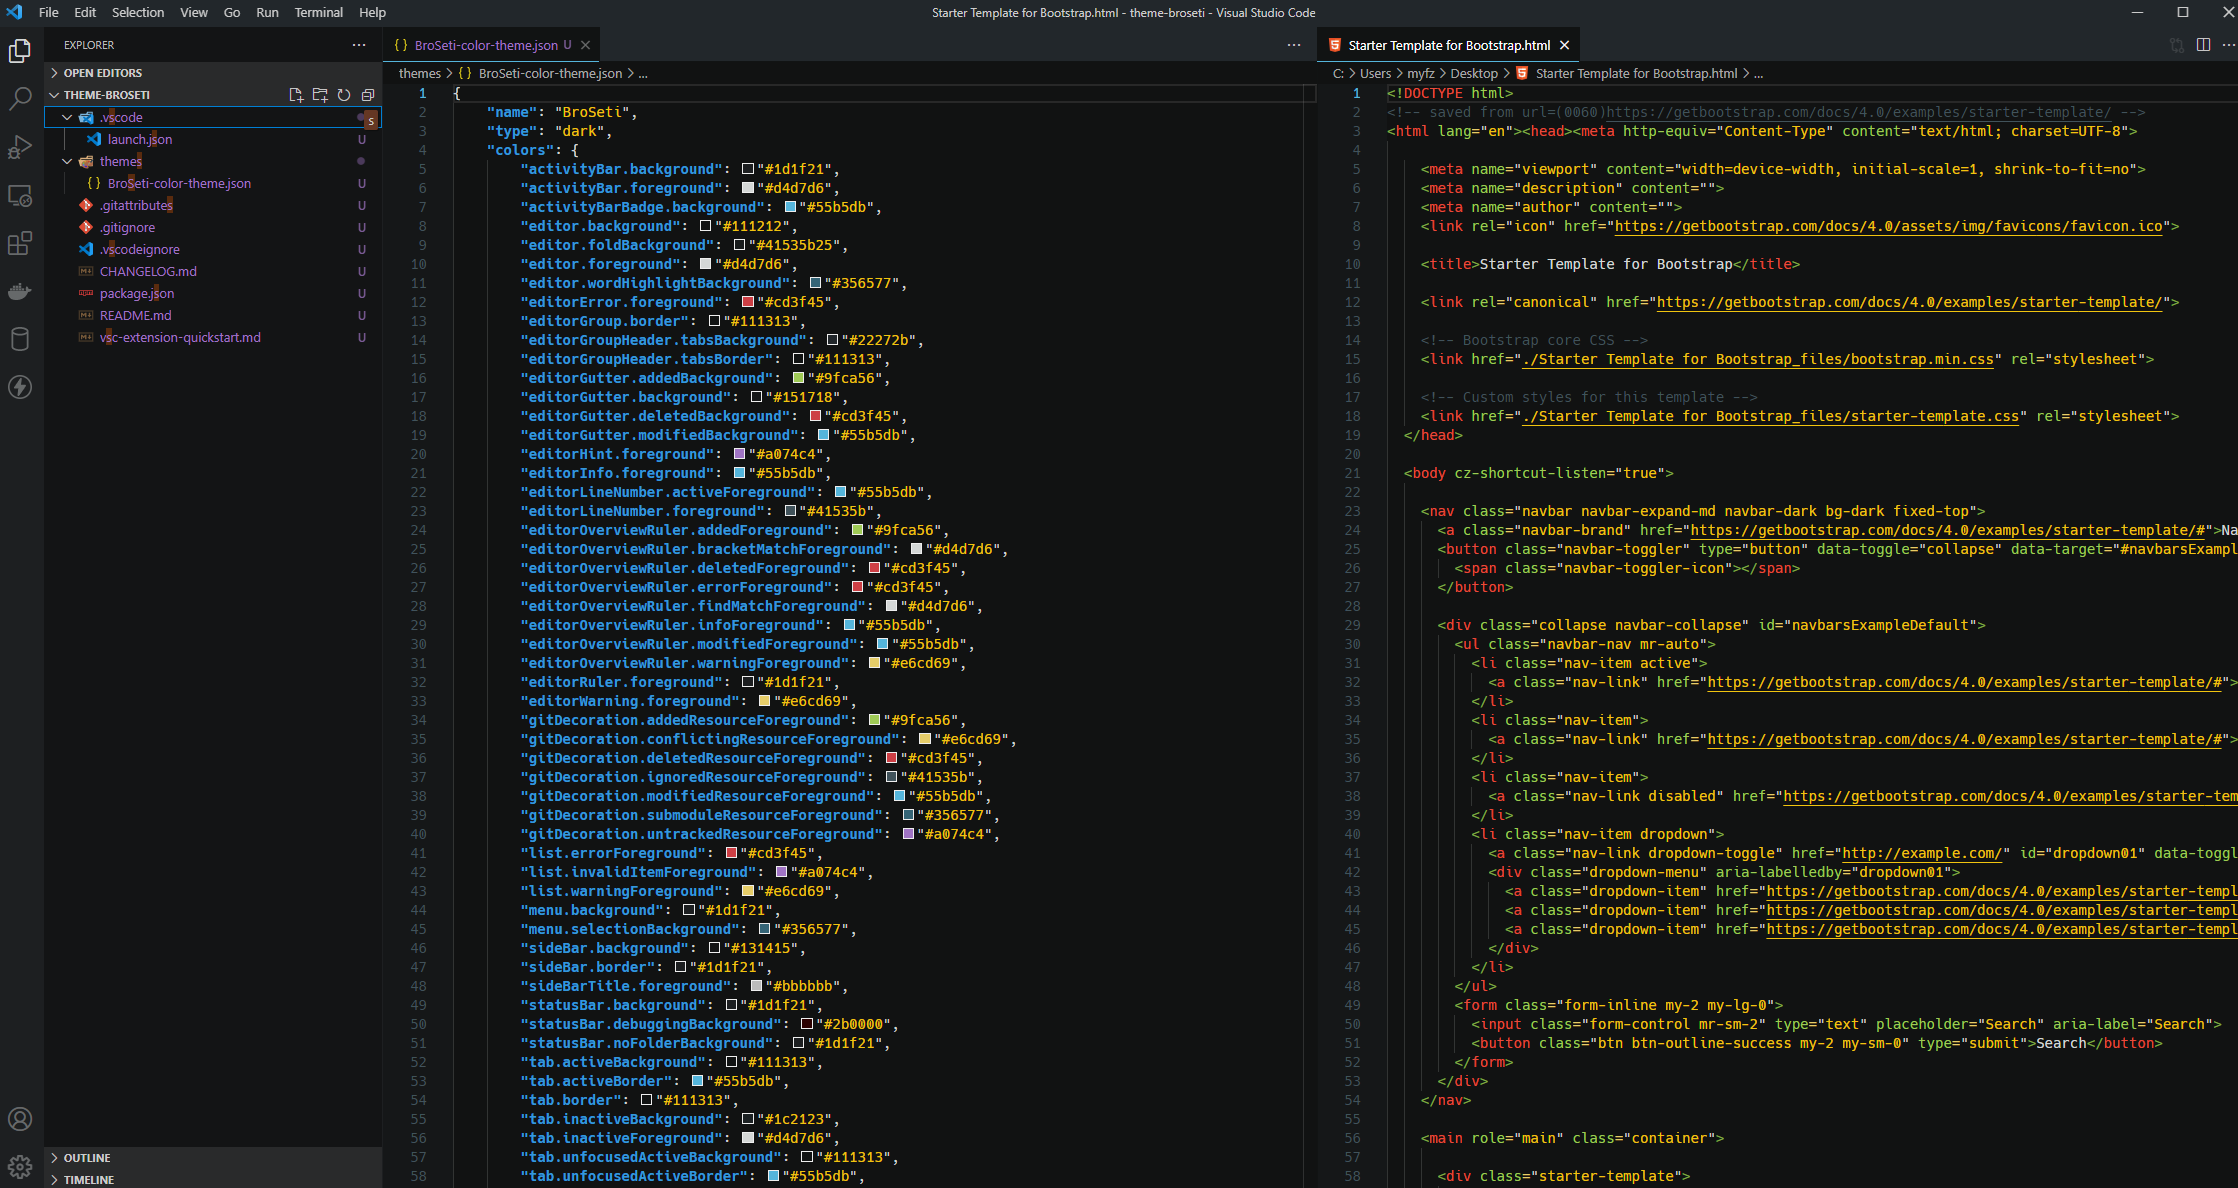 File Edit Selection View Go Run Terminal Help
Starter Template for Bootstrap.html - theme-broseti - Visual Studio Code
EXPLORER
OPEN EDITORS
THEME-BROSETI
.vscode
s
launch.json U
themes
BroSeti-color-theme.json U
.gitattributes U
.gitignore U
.vscodeignore U
CHANGELOG.md U
package.json U
README.md U
vsc-extension-quickstart.md U
OUTLINE
TIMELINE
{ } BroSeti-color-theme.json U
themes > { } BroSeti-color-theme.json > ...
1 {
2 "name": "BroSeti",
3 "type": "dark",
4 "colors": {
5 "activityBar.background": "#1d1f21",
6 "activityBar.foreground": "#d4d7d6",
7 "activityBarBadge.background": "#55b5db",
8 "editor.background": "#111212",
9 "editor.foldBackground": "#41535b25",
10 "editor.foreground": "#d4d7d6",
11 "editor.wordHighlightBackground": "#356577",
12 "editorError.foreground": "#cd3f45",
13 "editorGroup.border": "#111313",
14 "editorGroupHeader.tabsBackground": "#22272b",
15 "editorGroupHeader.tabsBorder": "#111313",
16 "editorGutter.addedBackground": "#9fca56",
17 "editorGutter.background": "#151718",
18 "editorGutter.deletedBackground": "#cd3f45",
19 "editorGutter.modifiedBackground": "#55b5db",
20 "editorHint.foreground": "#a074c4",
21 "editorInfo.foreground": "#55b5db",
22 "editorLineNumber.activeForeground": "#55b5db",
23 "editorLineNumber.foreground": "#41535b",
24 "editorOverviewRuler.addedForeground": "#9fca56",
25 "editorOverviewRuler.bracketMatchForeground": "#d4d7d6",
26 "editorOverviewRuler.deletedForeground": "#cd3f45",
27 "editorOverviewRuler.errorForeground": "#cd3f45",
28 "editorOverviewRuler.findMatchForeground": "#d4d7d6",
29 "editorOverviewRuler.infoForeground": "#55b5db",
30 "editorOverviewRuler.modifiedForeground": "#55b5db",
31 "editorOverviewRuler.warningForeground": "#e6cd69",
32 "editorRuler.foreground": "#1d1f21",
33 "editorWarning.foreground": "#e6cd69",
34 "gitDecoration.addedResourceForeground": "#9fca56",
35 "gitDecoration.conflictingResourceForeground": "#e6cd69",
36 "gitDecoration.deletedResourceForeground": "#cd3f45",
37 "gitDecoration.ignoredResourceForeground": "#41535b",
38 "gitDecoration.modifiedResourceForeground": "#55b5db",
39 "gitDecoration.submoduleResourceForeground": "#356577",
40 "gitDecoration.untrackedResourceForeground": "#a074c4",
41 "list.errorForeground": "#cd3f45",
42 "list.invalidItemForeground": "#a074c4",
43 "list.warningForeground": "#e6cd69",
44 "menu.background": "#1d1f21",
45 "menu.selectionBackground": "#356577",
46 "sideBar.background": "#131415",
47 "sideBar.border": "#1d1f21",
48 "sideBarTitle.foreground": "#bbbbbb",
49 "statusBar.background": "#1d1f21",
50 "statusBar.debuggingBackground": "#2b0000",
51 "statusBar.noFolderBackground": "#1d1f21",
52 "tab.activeBackground": "#111313",
53 "tab.activeBorder": "#55b5db",
54 "tab.border": "#111313",
55 "tab.inactiveBackground": "#1c2123",
56 "tab.inactiveForeground": "#d4d7d6",
57 "tab.unfocusedActiveBackground": "#111313",
58 "tab.unfocusedActiveBorder": "#55b5db",
Starter Template for Bootstrap.html
C: > Users > myfz > Desktop > Starter Template for Bootstrap.html > ...
1 <!DOCTYPE html>
2 <!-- saved from url=(0060)https://getbootstrap.com/docs/4.0/examples/starter-template/ -->
3 <html lang="en"><head><meta http-equiv="Content-Type" content="text/html; charset=UTF-8">
4
5 <meta name="viewport" content="width=device-width, initial-scale=1, shrink-to-fit=no">
6 <meta name="description" content="">
7 <meta name="author" content="">
8 <link rel="icon" href="https://getbootstrap.com/docs/4.0/assets/img/favicons/favicon.ico">
9
10 <title>Starter Template for Bootstrap</title>
11
12 <link rel="canonical" href="https://getbootstrap.com/docs/4.0/examples/starter-template/">
13
14 <!-- Bootstrap core CSS -->
15 <link href="./Starter Template for Bootstrap_files/bootstrap.min.css" rel="stylesheet">
16
17 <!-- Custom styles for this template -->
18 <link href="./Starter Template for Bootstrap_files/starter-template.css" rel="stylesheet">
19 </head>
20
21 <body cz-shortcut-listen="true">
22
23 <nav class="navbar navbar-expand-md navbar-dark bg-dark fixed-top">
24 <a class="navbar-brand" href="https://getbootstrap.com/docs/4.0/examples/starter-template/#">Na
25 <button class="navbar-toggler" type="button" data-toggle="collapse" data-target="#navbarsExampl
26 <span class="navbar-toggler-icon"></span>
27 </button>
28
29 <div class="collapse navbar-collapse" id="navbarsExampleDefault">
30 <ul class="navbar-nav mr-auto">
31 <li class="nav-item active">
32 <a class="nav-link" href="https://getbootstrap.com/docs/4.0/examples/starter-template/#">
33 </li>
34 <li class="nav-item">
35 <a class="nav-link" href="https://getbootstrap.com/docs/4.0/examples/starter-template/#">
36 </li>
37 <li class="nav-item">
38 <a class="nav-link disabled" href="https://getbootstrap.com/docs/4.0/examples/starter-tem
39 </li>
40 <li class="nav-item dropdown">
41 <a class="nav-link dropdown-toggle" href="http://example.com/" id="dropdown01" data-toggl
42 <div class="dropdown-menu" aria-labelledby="dropdown01">
43 <a class="dropdown-item" href="https://getbootstrap.com/docs/4.0/examples/starter-templ
44 <a class="dropdown-item" href="https://getbootstrap.com/docs/4.0/examples/starter-templ
45 <a class="dropdown-item" href="https://getbootstrap.com/docs/4.0/examples/starter-templ
46 </div>
47 </li>
48 </ul>
49 <form class="form-inline my-2 my-lg-0">
50 <input class="form-control mr-sm-2" type="text" placeholder="Search" aria-label="Search">
51 <button class="btn btn-outline-success my-2 my-sm-0" type="submit">Search</button>
52 </form>
53 </div>
54 </nav>
55
56 <main role="main" class="container">
57
58 <div class="starter-template">